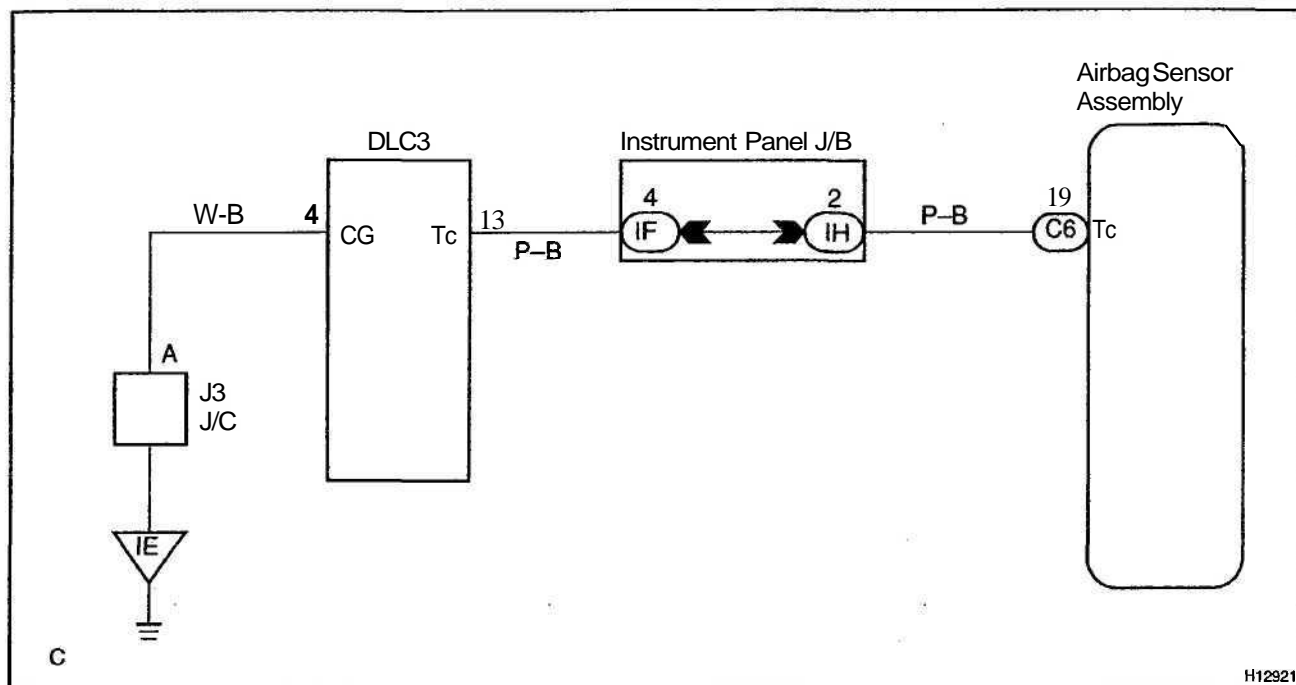 Airbag Sensor
Assembly
DLC3
Instrument Panel J/B
W-B
4
CG
Tc
13
P–B
4
IF
2
IH
P–B
19
C6
Tc
A
J3
J/C
IE
C
H12921